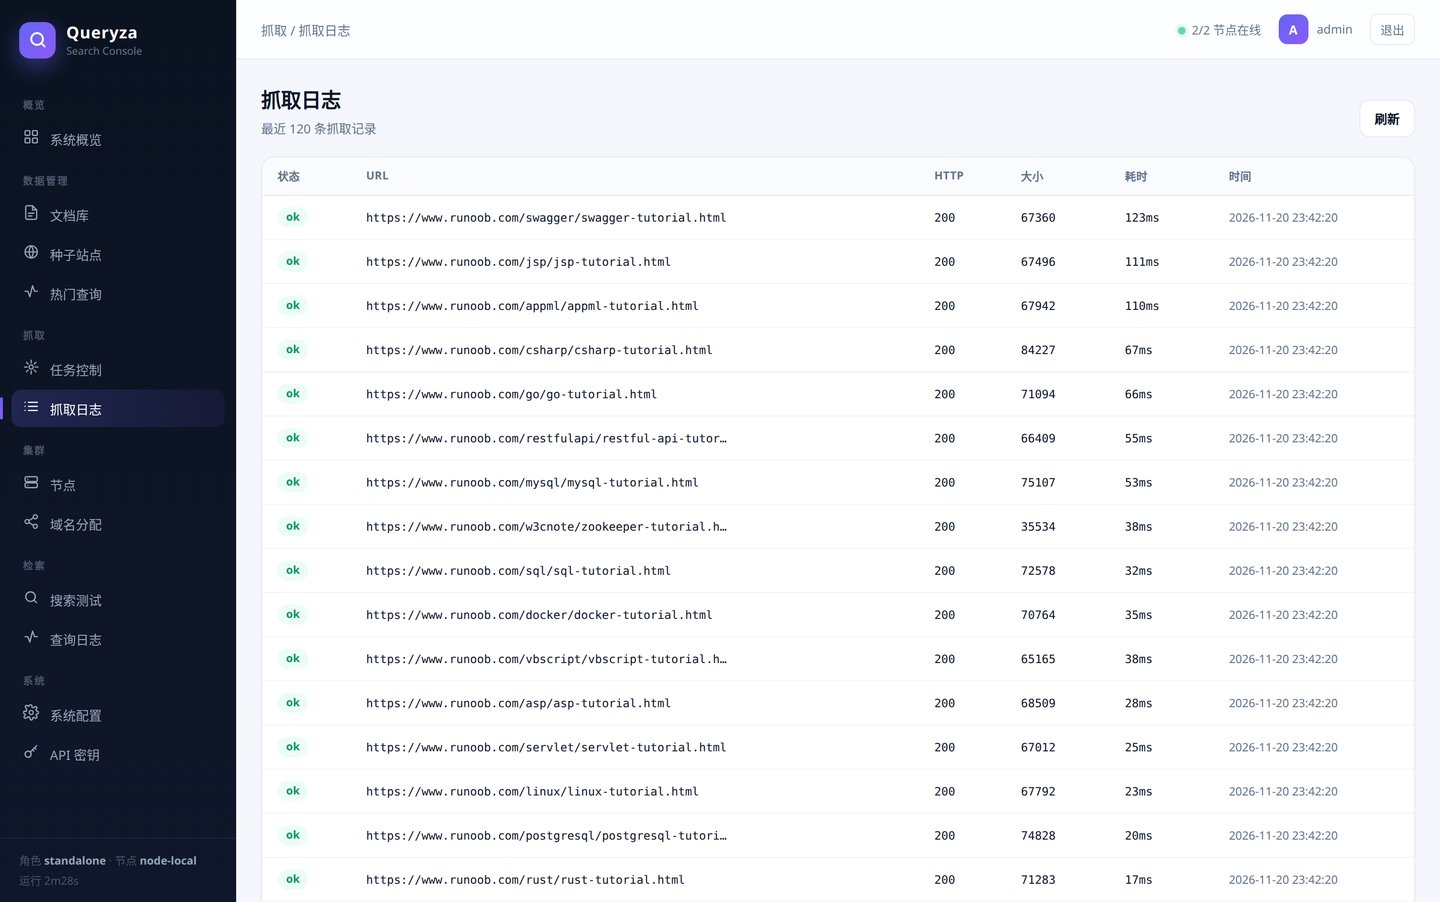 Queryza
Search Console
概览
系统概览
数据管理
文档库
种子站点
热门查询
抓取
任务控制
抓取日志
集群
节点
域名分配
检索
搜索测试
查询日志
系统
系统配置
API 密钥
角色 standalone · 节点 node-local
运行 2m28s
抓取 / 抓取日志
2/2 节点在线
A admin
退出
抓取日志
最近 120 条抓取记录
刷新
状态 URL HTTP 大小 耗时 时间
ok https://www.runoob.com/swagger/swagger-tutorial.html 200 67360 123ms 2026-11-20 23:42:20
ok https://www.runoob.com/jsp/jsp-tutorial.html 200 67496 111ms 2026-11-20 23:42:20
ok https://www.runoob.com/appml/appml-tutorial.html 200 67942 110ms 2026-11-20 23:42:20
ok https://www.runoob.com/csharp/csharp-tutorial.html 200 84227 67ms 2026-11-20 23:42:20
ok https://www.runoob.com/go/go-tutorial.html 200 71094 66ms 2026-11-20 23:42:20
ok https://www.runoob.com/restfulapi/restful-api-tutor… 200 66409 55ms 2026-11-20 23:42:20
ok https://www.runoob.com/mysql/mysql-tutorial.html 200 75107 53ms 2026-11-20 23:42:20
ok https://www.runoob.com/w3cnote/zookeeper-tutorial.h… 200 35534 38ms 2026-11-20 23:42:20
ok https://www.runoob.com/sql/sql-tutorial.html 200 72578 32ms 2026-11-20 23:42:20
ok https://www.runoob.com/docker/docker-tutorial.html 200 70764 35ms 2026-11-20 23:42:20
ok https://www.runoob.com/vbscript/vbscript-tutorial.h… 200 65165 38ms 2026-11-20 23:42:20
ok https://www.runoob.com/asp/asp-tutorial.html 200 68509 28ms 2026-11-20 23:42:20
ok https://www.runoob.com/servlet/servlet-tutorial.html 200 67012 25ms 2026-11-20 23:42:20
ok https://www.runoob.com/linux/linux-tutorial.html 200 67792 23ms 2026-11-20 23:42:20
ok https://www.runoob.com/postgresql/postgresql-tutori… 200 74828 20ms 2026-11-20 23:42:20
ok https://www.runoob.com/rust/rust-tutorial.html 200 71283 17ms 2026-11-20 23:42:20